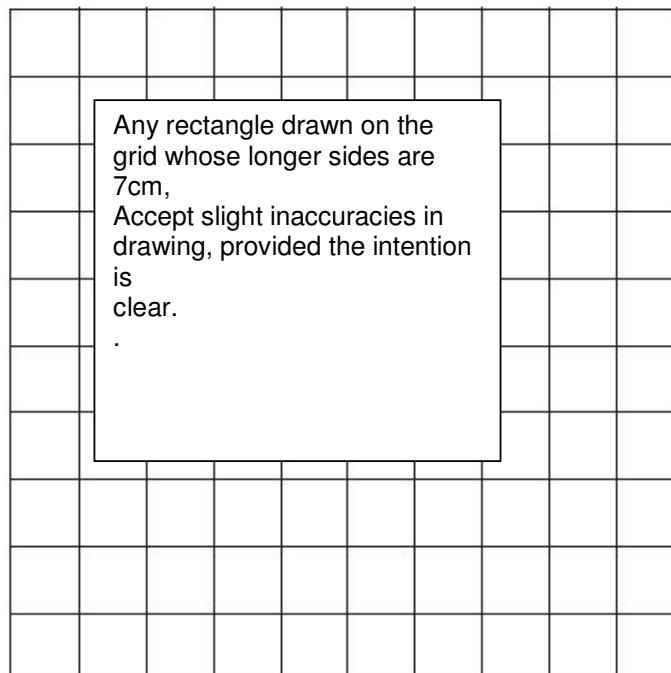 Any rectangle drawn on the
grid whose longer sides are
7cm,
Accept slight inaccuracies in
drawing, provided the intention
is
clear.
.